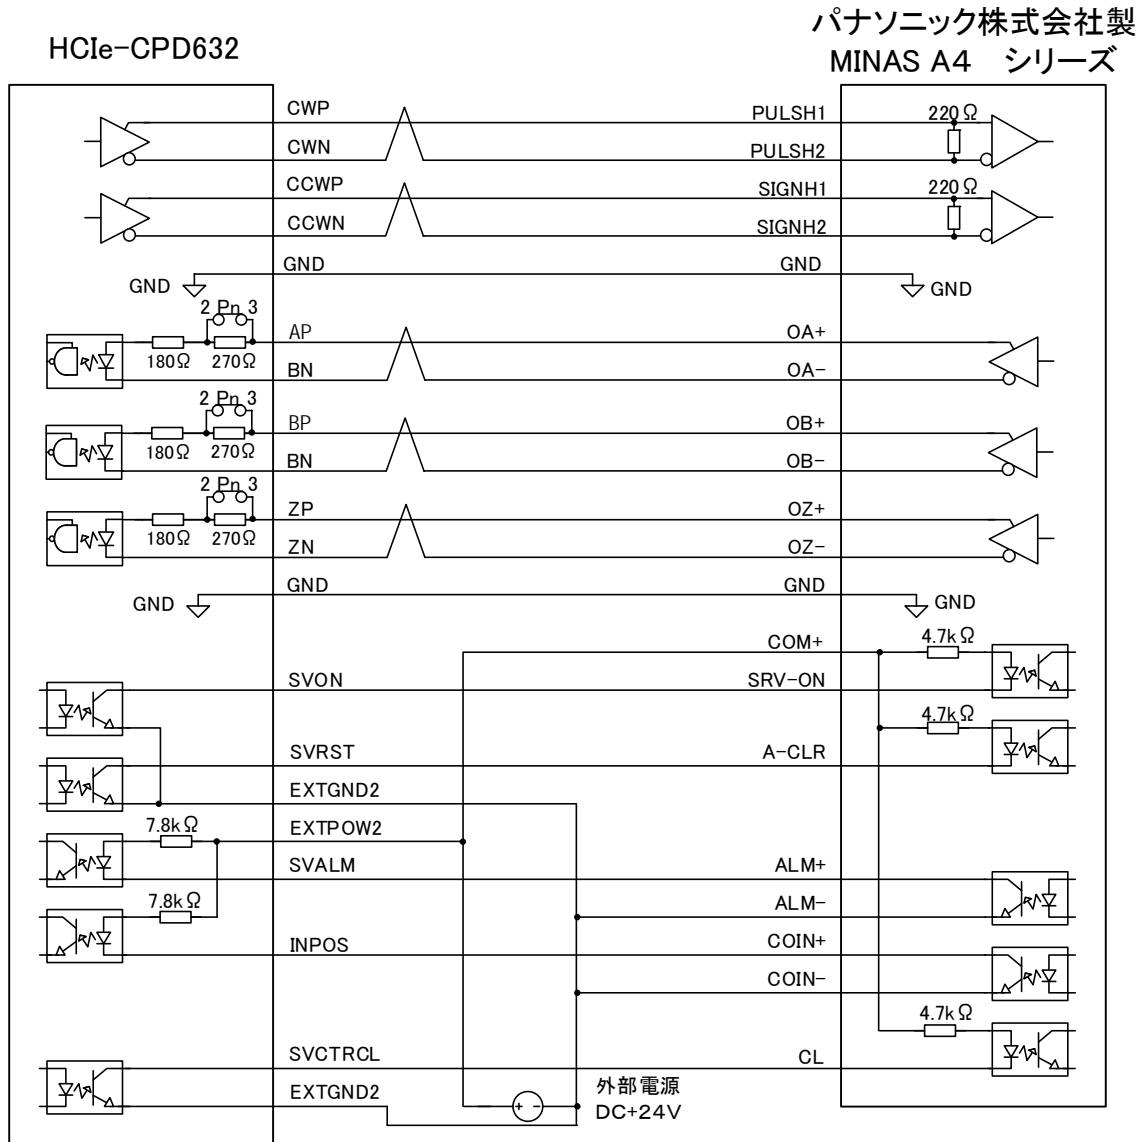 パナソニック株式会社製
HCIe-CPD632
MINAS A4 シリーズ
CWP
PULSH1
220Ω
CWN
PULSH2
CCWP
SIGNH1
220Ω
CCWN
SIGNH2
GND
GND
GND
GND
2 Pn 3
AP
OA+
180Ω
270Ω
BN
OA-
2 Pn 3
BP
OB+
180Ω
270Ω
BN
OB-
2 Pn 3
ZP
OZ+
180Ω
270Ω
ZN
OZ-
GND
GND
GND
GND
COM+
4.7kΩ
SVON
SRV-ON
4.7kΩ
SVRST
A-CLR
EXTGND2
7.8kΩ
EXTPOW2
SVALM
ALM+
7.8kΩ
ALM-
INPOS
COIN+
COIN-
4.7kΩ
SVCTRCL
CL
EXTGND2
+ -
外部電源
DC+24V